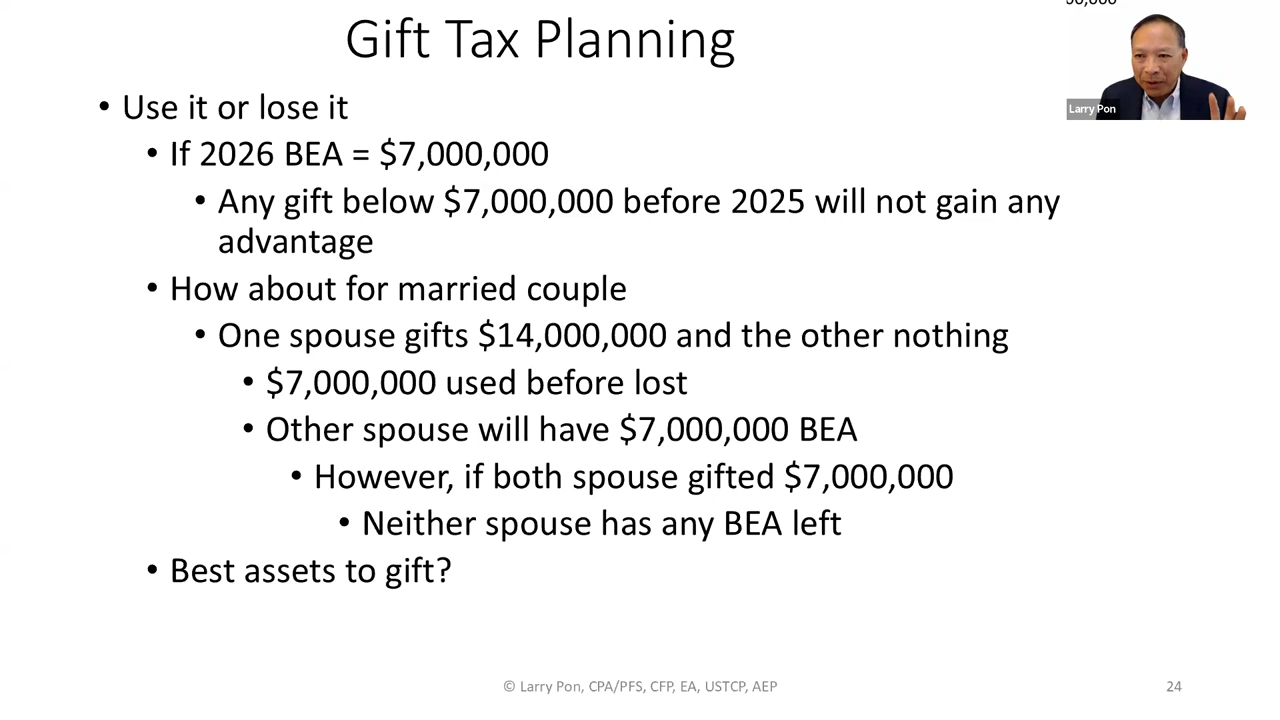 Gift Tax Planning
Larry Pon
• Use it or lose it
• If 2026 BEA = $7,000,000
• Any gift below $7,000,000 before 2025 will not gain any
advantage
• How about for married couple
• One spouse gifts $14,000,000 and the other nothing
• $7,000,000 used before lost
• Other spouse will have $7,000,000 BEA
• However, if both spouse gifted $7,000,000
• Neither spouse has any BEA left
• Best assets to gift?
© Larry Pon, CPA/PFS, CFP, EA, USTCP, AEP
24